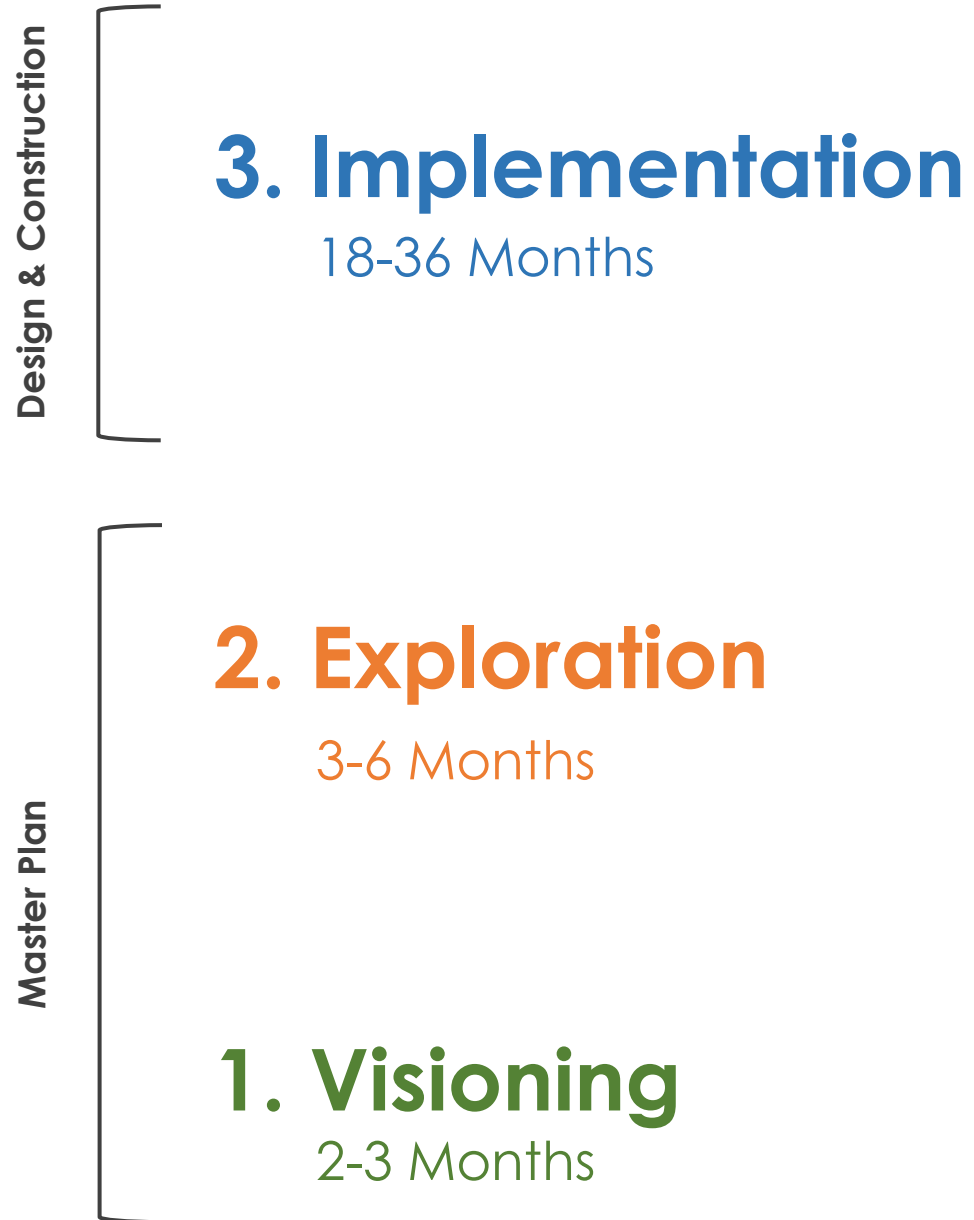 Design & Construction
3. Implementation
18-36 Months
Master Plan
2. Exploration
3-6 Months
1. Visioning
2-3 Months